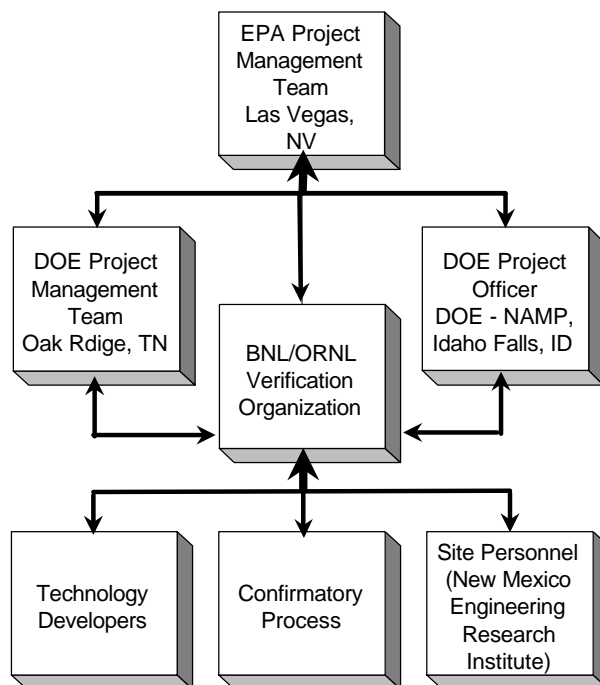 EPA Project
Management
Team
Las Vegas,
NV
DOE Project
Management
Team
Oak Rdige, TN
BNL/ORNL
Verification
Organization
DOE Project
Officer
DOE - NAMP,
Idaho Falls, ID
Technology
Developers
Confirmatory
Process
Site Personnel
(New Mexico
Engineering
Research
Institute)